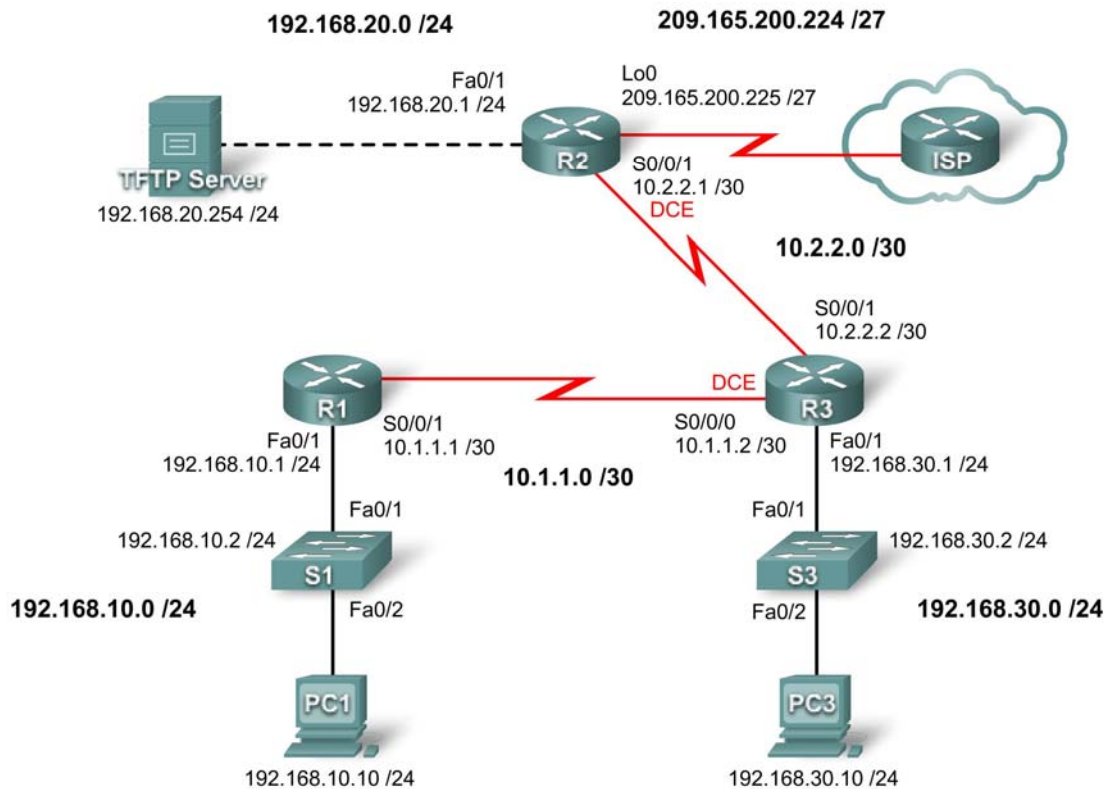 192.168.20.0 /24
209.165.200.224 /27
Fa0/1
192.168.20.1 /24
Lo0
209.165.200.225 /27
TFTP Server
192.168.20.254 /24
R2
ISP
S0/0/1
10.2.2.1 /30
DCE
10.2.2.0 /30
S0/0/1
10.2.2.2 /30
R1
DCE
R3
S0/0/1
10.1.1.1 /30
S0/0/0
10.1.1.2 /30
Fa0/1
192.168.10.1 /24
Fa0/1
192.168.30.1 /24
10.1.1.0 /30
Fa0/1
Fa0/1
192.168.10.2 /24
S1
192.168.30.2 /24
S3
192.168.10.0 /24
Fa0/2
Fa0/2
192.168.30.0 /24
PC1
PC3
192.168.10.10 /24
192.168.30.10 /24